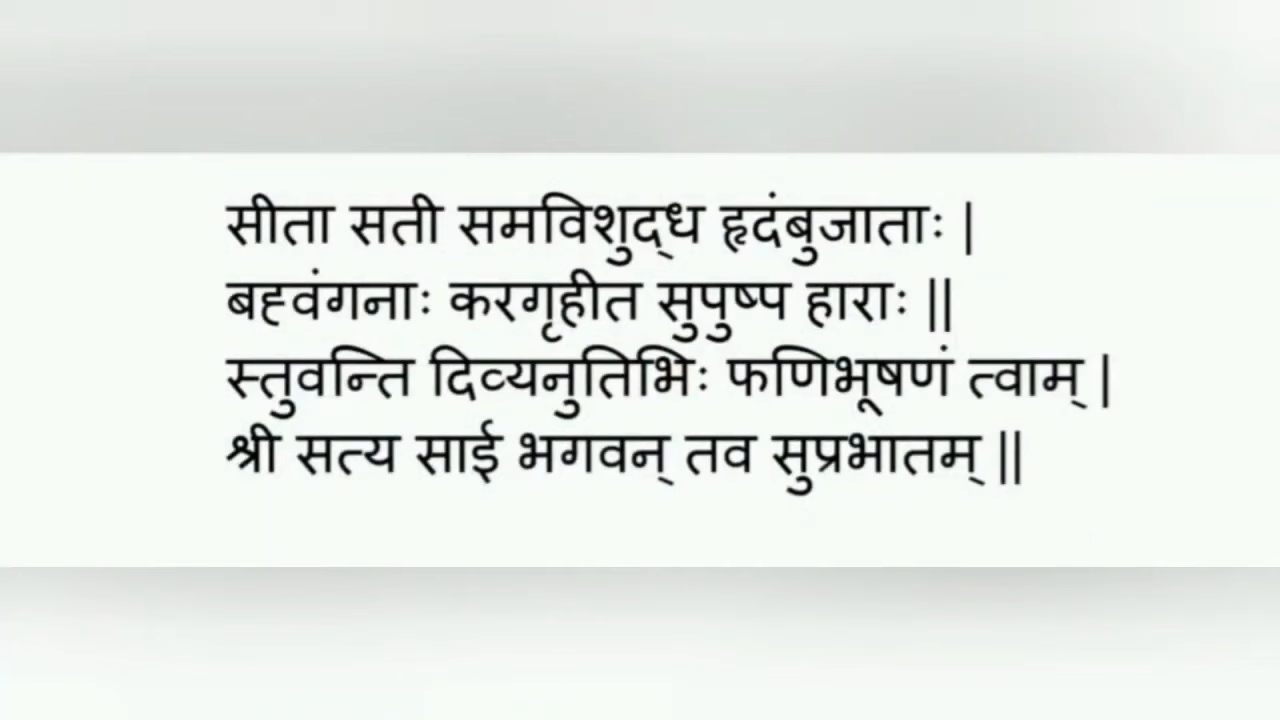 सीता सती समविशुद्ध हृदंबुजाताः |
बह्वंगनाः करगृहीत सुपुष्प हाराः ||
स्तुवन्ति दिव्यनुतिभिः फणिभूषणं त्वाम् |
श्री सत्य साई भगवन् तव सुप्रभातम् ||